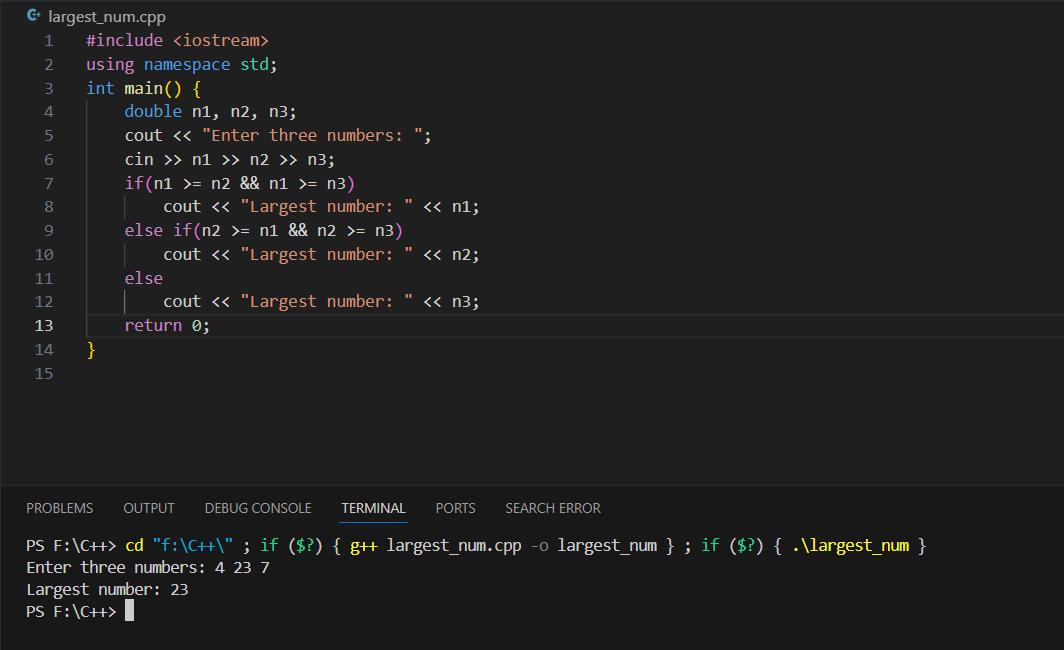 largest_num.cpp
1 #include <iostream>
2 using namespace std;
3 int main() {
4     double n1, n2, n3;
5     cout << "Enter three numbers: ";
6     cin >> n1 >> n2 >> n3;
7     if(n1 >= n2 && n1 >= n3)
8         cout << "Largest number: " << n1;
9     else if(n2 >= n1 && n2 >= n3)
10         cout << "Largest number: " << n2;
11     else
12         cout << "Largest number: " << n3;
13     return 0;
14 }
15
PROBLEMS OUTPUT DEBUG CONSOLE TERMINAL PORTS SEARCH ERROR
PS F:\C++> cd "f:\C++\" ; if ($?) { g++ largest_num.cpp -o largest_num } ; if ($?) { .\largest_num }
Enter three numbers: 4 23 7
Largest number: 23
PS F:\C++>